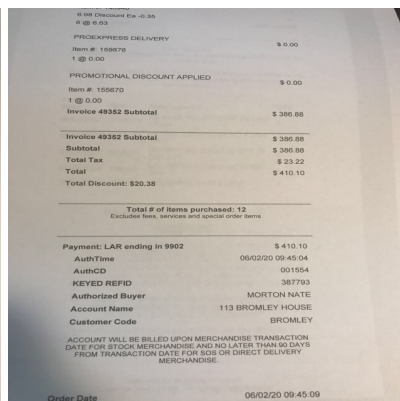 6.98 Discount Ea -0.35
6 @ 6.63
PROEXPRESS DELIVERY
$ 0.00
Item #: 155676
1 @ 0.00
PROMOTIONAL DISCOUNT APPLIED
$ 0.00
Item #: 155670
1 @ 0.00
Invoice 49352 Subtotal $ 386.88
Invoice 49352 Subtotal $ 386.88
Subtotal $ 386.88
Total Tax $ 23.22
Total $ 410.10
Total Discount: $20.38
Total # of items purchased: 12
Excludes fees, services and special order items
Payment: LAR ending in 9902 $ 410.10
AuthTime 06/02/20 09:45:04
AuthCD 001554
KEYED REFID 387793
Authorized Buyer MORTON NATE
Account Name 113 BROMLEY HOUSE
Customer Code BROMLEY
ACCOUNT WILL BE BILLED UPON MERCHANDISE TRANSACTION
DATE FOR STOCK MERCHANDISE AND NO LATER THAN 90 DAYS
FROM TRANSACTION DATE FOR SOS OR DIRECT DELIVERY
MERCHANDISE.
Order Date 06/02/20 09:45:09